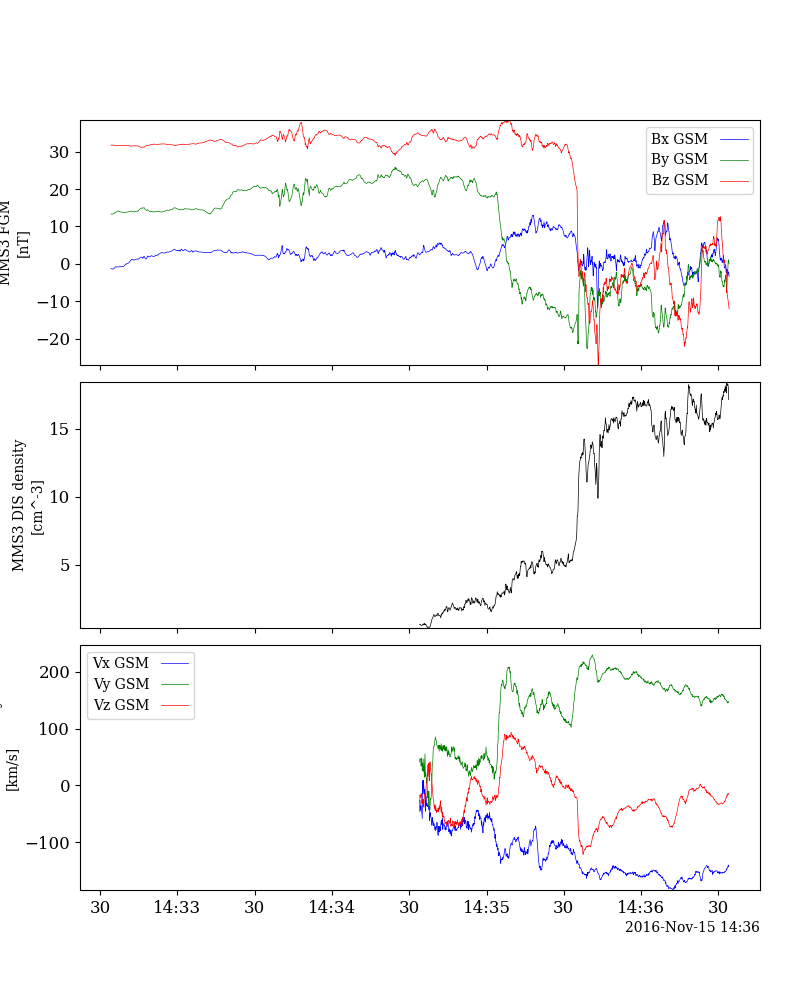 MMS3 FGM
[nT]
30
20
10
0
−10
−20
Bx GSM
By GSM
Bz GSM
MMS3 DIS density
[cm^-3]
15
10
5
[km/s]
200
100
0
−100
Vx GSM
Vy GSM
Vz GSM
30 14:33 30 14:34 30 14:35 30 14:36 30
2016-Nov-15 14:36